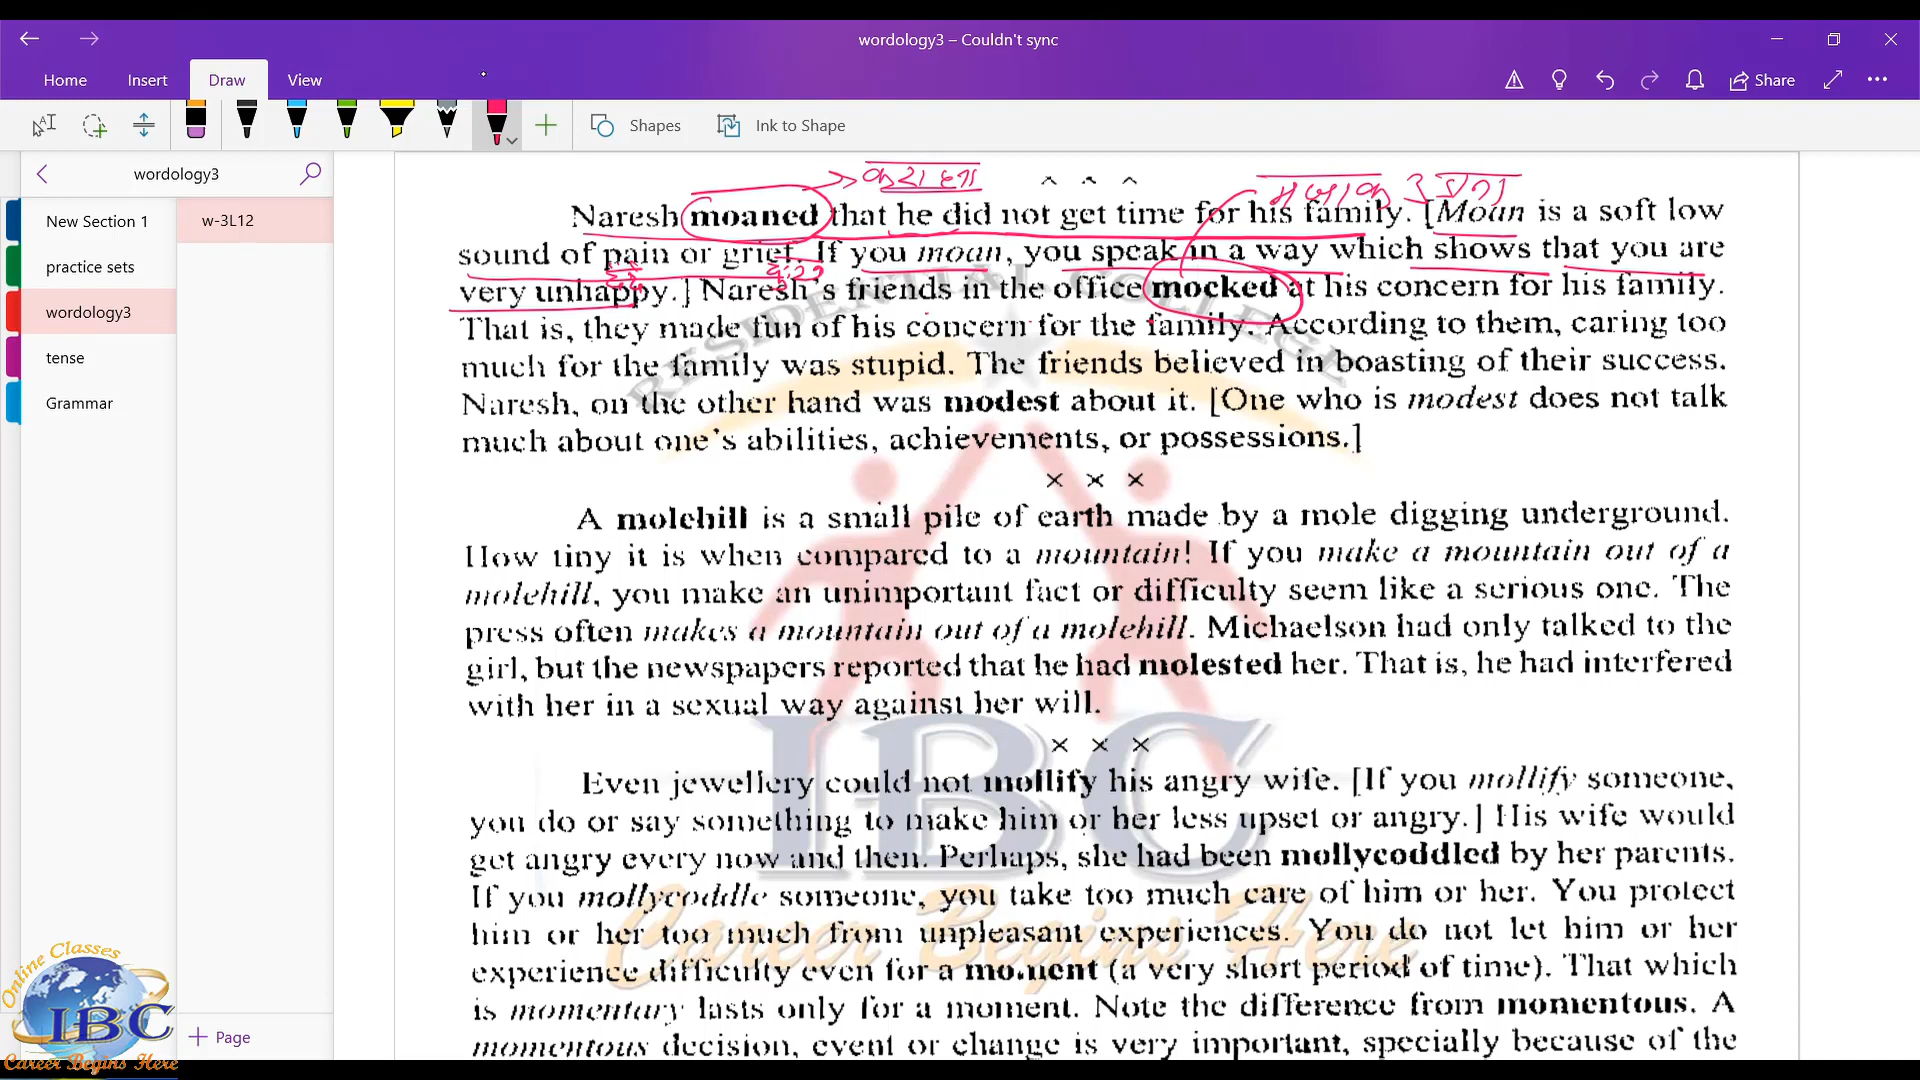 wordology3 – Couldn't sync
Home
Insert
Draw
View
Share
Shapes
Ink to Shape
wordology3
New Section 1
practice sets
wordology3
tense
Grammar
w-3L12
Page
Naresh moaned that he did not get time for his family. [Moan is a soft low
sound of pain or grief. If you moan, you speak in a way which shows that you are
very unhappy.] Naresh's friends in the office mocked at his concern for his family.
That is, they made fun of his concern for the family. According to them, caring too
much for the family was stupid. The friends believed in boasting of their success.
Naresh, on the other hand was modest about it. [One who is modest does not talk
much about one's abilities, achievements, or possessions.]
× × ×
A molehill is a small pile of earth made by a mole digging underground.
How tiny it is when compared to a mountain! If you make a mountain out of a
molehill, you make an unimportant fact or difficulty seem like a serious one. The
press often makes a mountain out of a molehill. Michaelson had only talked to the
girl, but the newspapers reported that he had molested her. That is, he had interfered
with her in a sexual way against her will.
× × ×
Even jewellery could not mollify his angry wife. [If you mollify someone,
you do or say something to make him or her less upset or angry.] His wife would
get angry every now and then. Perhaps, she had been mollycoddled by her parents.
If you mollycoddle someone, you take too much care of him or her. You protect
him or her too much from unpleasant experiences. You do not let him or her
experience difficulty even for a moment (a very short period of time). That which
is momentary lasts only for a moment. Note the difference from momentous. A
momentous decision, event or change is very important, specially because of the
RESIDENTIAL COLLEGE
IBC
Career Begins Here
Online Classes
IBC
Career Begins Here